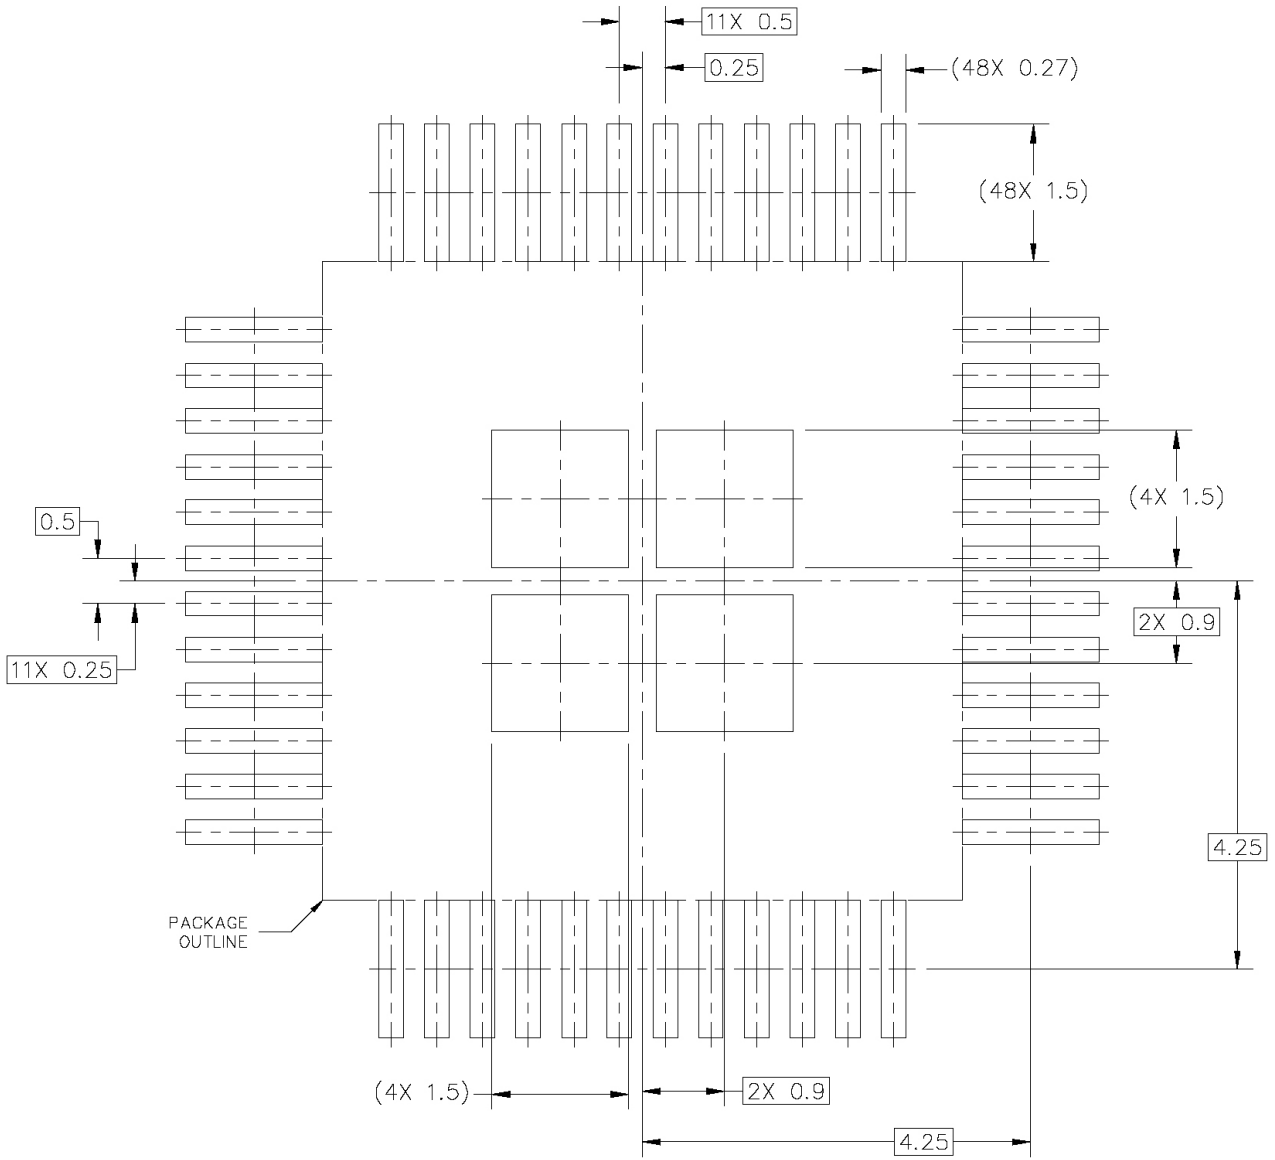 11X 0.5
0.25
(48X 0.27)
(48X 1.5)
(4X 1.5)
0.5
2X 0.9
11X 0.25
4.25
PACKAGE
OUTLINE
(4X 1.5)
2X 0.9
4.25